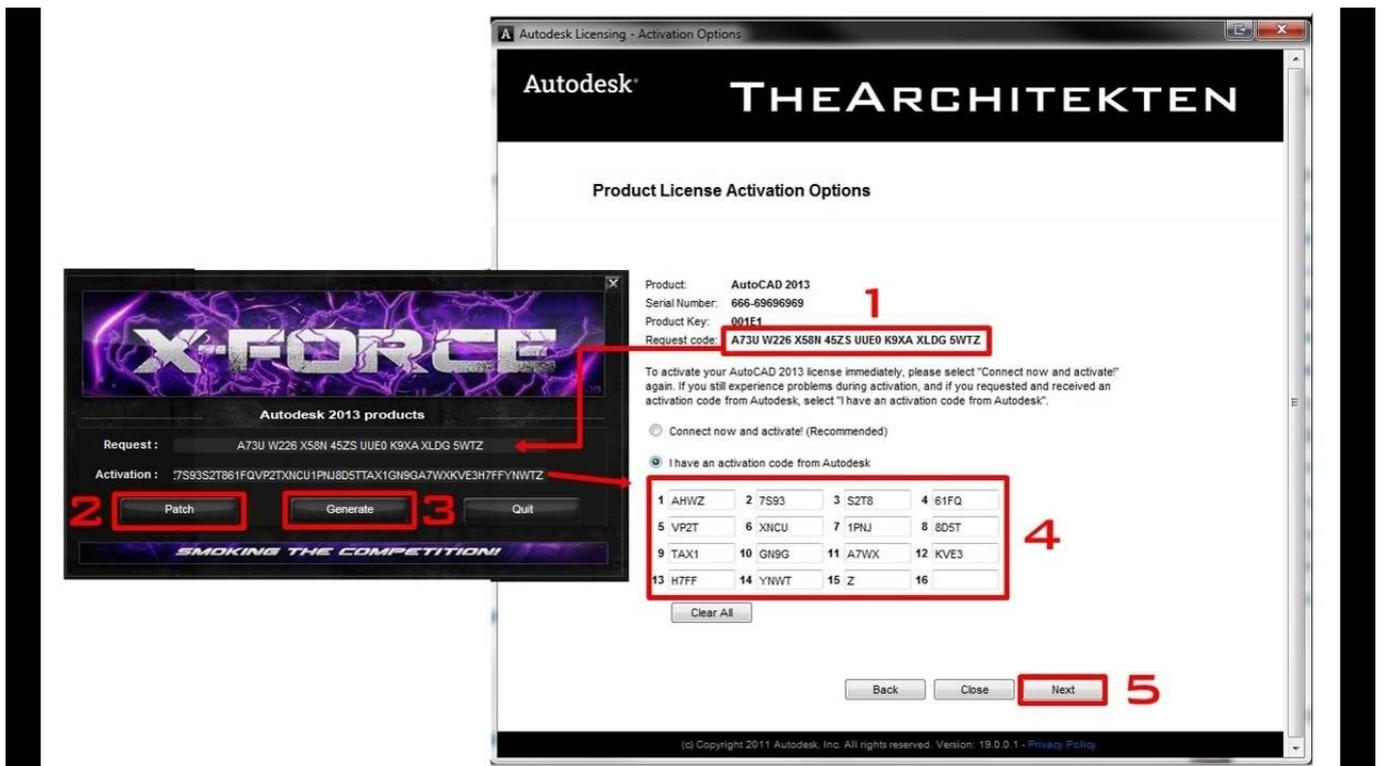 Autodesk Licensing - Activation Options
Autodesk
THEARCHITEKTEN
Product License Activation Options
Product: AutoCAD 2013
Serial Number: 666-69696969
Product Key: 001E1
Request code: A73U W226 X58N 45ZS UUE0 K9XA XLDG 5WTZ
1
To activate your AutoCAD 2013 license immediately, please select "Connect now and activate!"
again. If you still experience problems during activation, and if you requested and received an
activation code from Autodesk, select "I have an activation code from Autodesk".
Connect now and activate! (Recommended)
I have an activation code from Autodesk
1 AHWZ 2 7S93 3 S2T8 4 61FQ
5 VP2T 6 XNCU 7 1PNJ 8 8D5T
9 TAX1 10 GN9G 11 A7WX 12 KVE3
13 H7FF 14 YNWT 15 Z 16
4
Clear All
Back Close Next
5
(c) Copyright 2011 Autodesk, Inc. All rights reserved. Version: 19.0.0.1 - Privacy Policy
X-FORCE
Autodesk 2013 products
Request : A73U W226 X58N 45ZS UUE0 K9XA XLDG 5WTZ
Activation : 7S93S2T861FQVP2TXNCU1PNJ8D5TTAX1GN9GA7WXKVE3H7FFYNWTZ
2 Patch Generate 3 Quit
SMOKING THE COMPETITION!